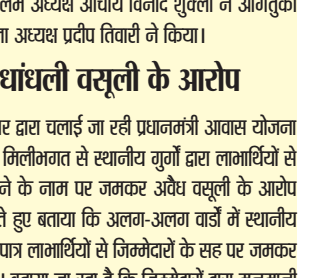 अध्यक्ष आचार्य विनोद शुक्ला ने आगंतुकों
अध्यक्ष प्रदीप तिवारी ने किया।
धांधली वसूली के आरोप
द्वारा चलाई जा रही प्रधानमंत्री आवास योजना
मिलीभगत से स्थानीय गुर्गों द्वारा लाभार्थियों से
के नाम पर जमकर अवैध वसूली के आरोप
हुए बताया कि अलग-अलग वार्डों में स्थानीय
पात्र लाभार्थियों से जिम्मेदारों के सह पर जमकर